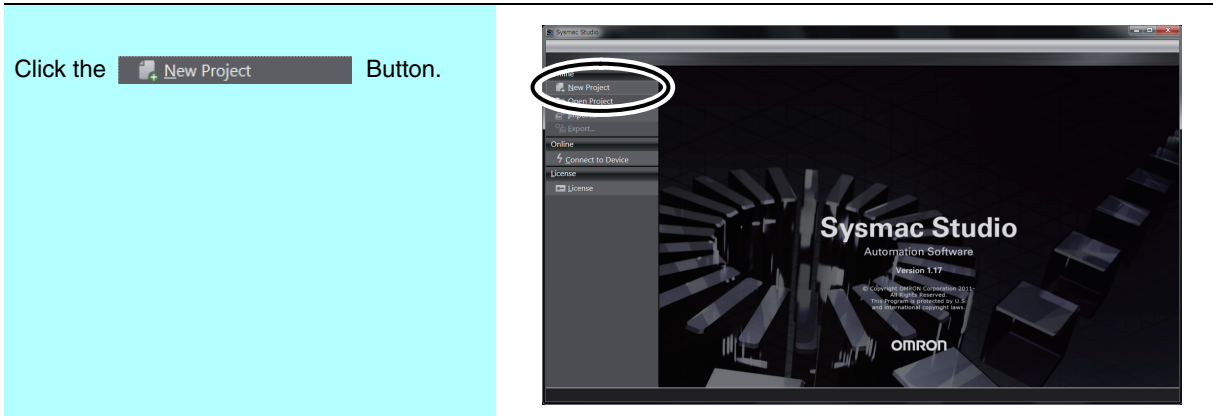 Click the New Project Button.
Sysmac Studio
Offline
New Project
Open Project
Import...
Export...
Online
Connect to Device
License
License
Sysmac Studio
Automation Software
Version 1.17
© Copyright OMRON Corporation 2011-
All Rights Reserved.
This Program is protected by U.S.
and international copyright laws.
OMRON